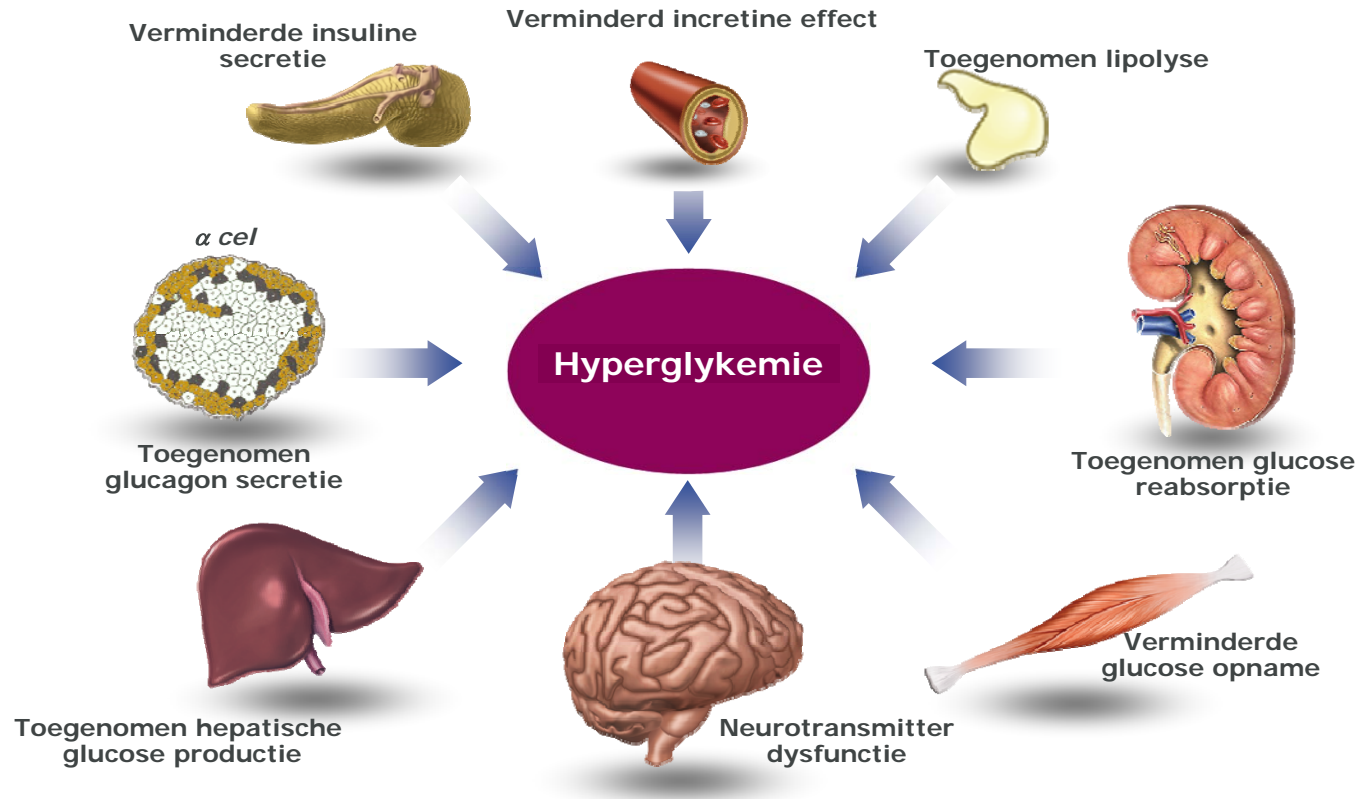 Verminderde insuline
secretie
Verminderd incretine effect
Toegenomen lipolyse
α cel
Hyperglykemie
Toegenomen
glucagon secretie
Toegenomen glucose
reabsorptie
Toegenomen hepatische
glucose productie
Neurotransmitter
dysfunctie
Verminderde
glucose opname